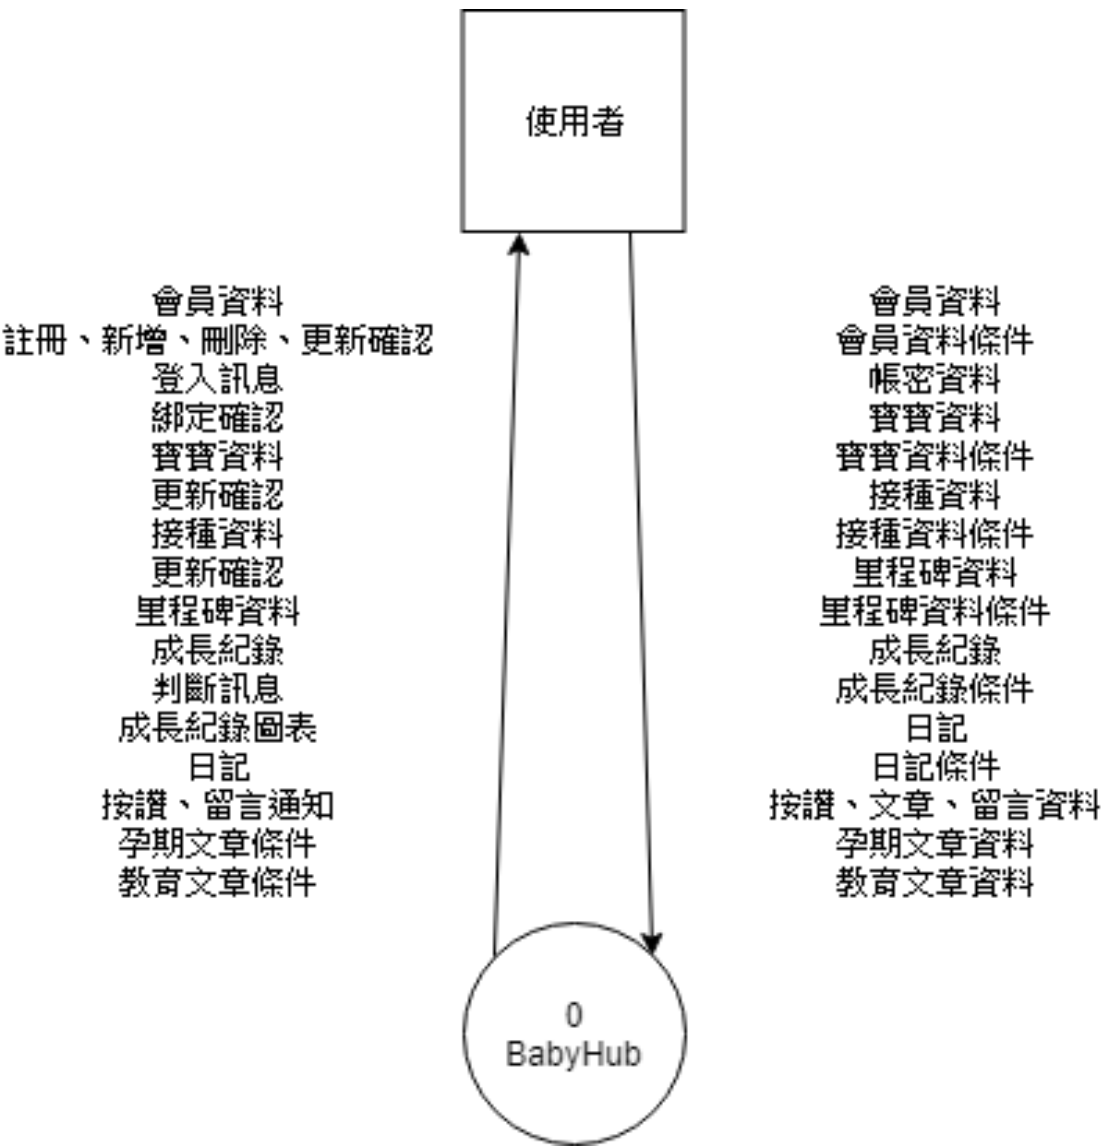 使用者
會員資料
註冊、新增、刪除、更新確認
登入訊息
綁定確認
寶寶資料
更新確認
接種資料
更新確認
里程碑資料
成長紀錄
判斷訊息
成長紀錄圖表
日記
按讚、留言通知
孕期文章條件
教育文章條件
會員資料
會員資料條件
帳密資料
寶寶資料
寶寶資料條件
接種資料
接種資料條件
里程碑資料
里程碑資料條件
成長紀錄
成長紀錄條件
日記
日記條件
按讚、文章、留言資料
孕期文章資料
教育文章資料
0
BabyHub